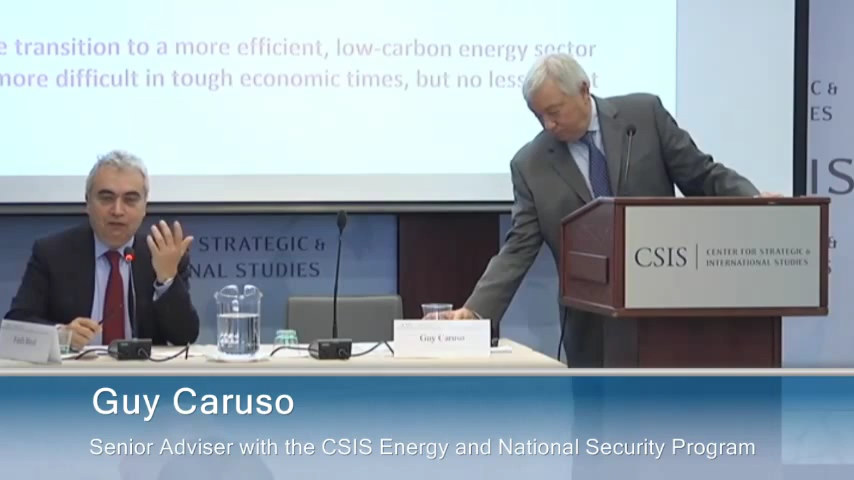 e transition to a more efficient, low-carbon energy sector
more difficult in tough economic times, but no less
t
C &
ES
STRATEGIC &
NAL STUDIES
IS
CSIS
CENTER FOR STRATEGIC &
INTERNATIONAL STUDIES
Guy Caruso
Guy Caruso
Senior Adviser with the CSIS Energy and National Security Program